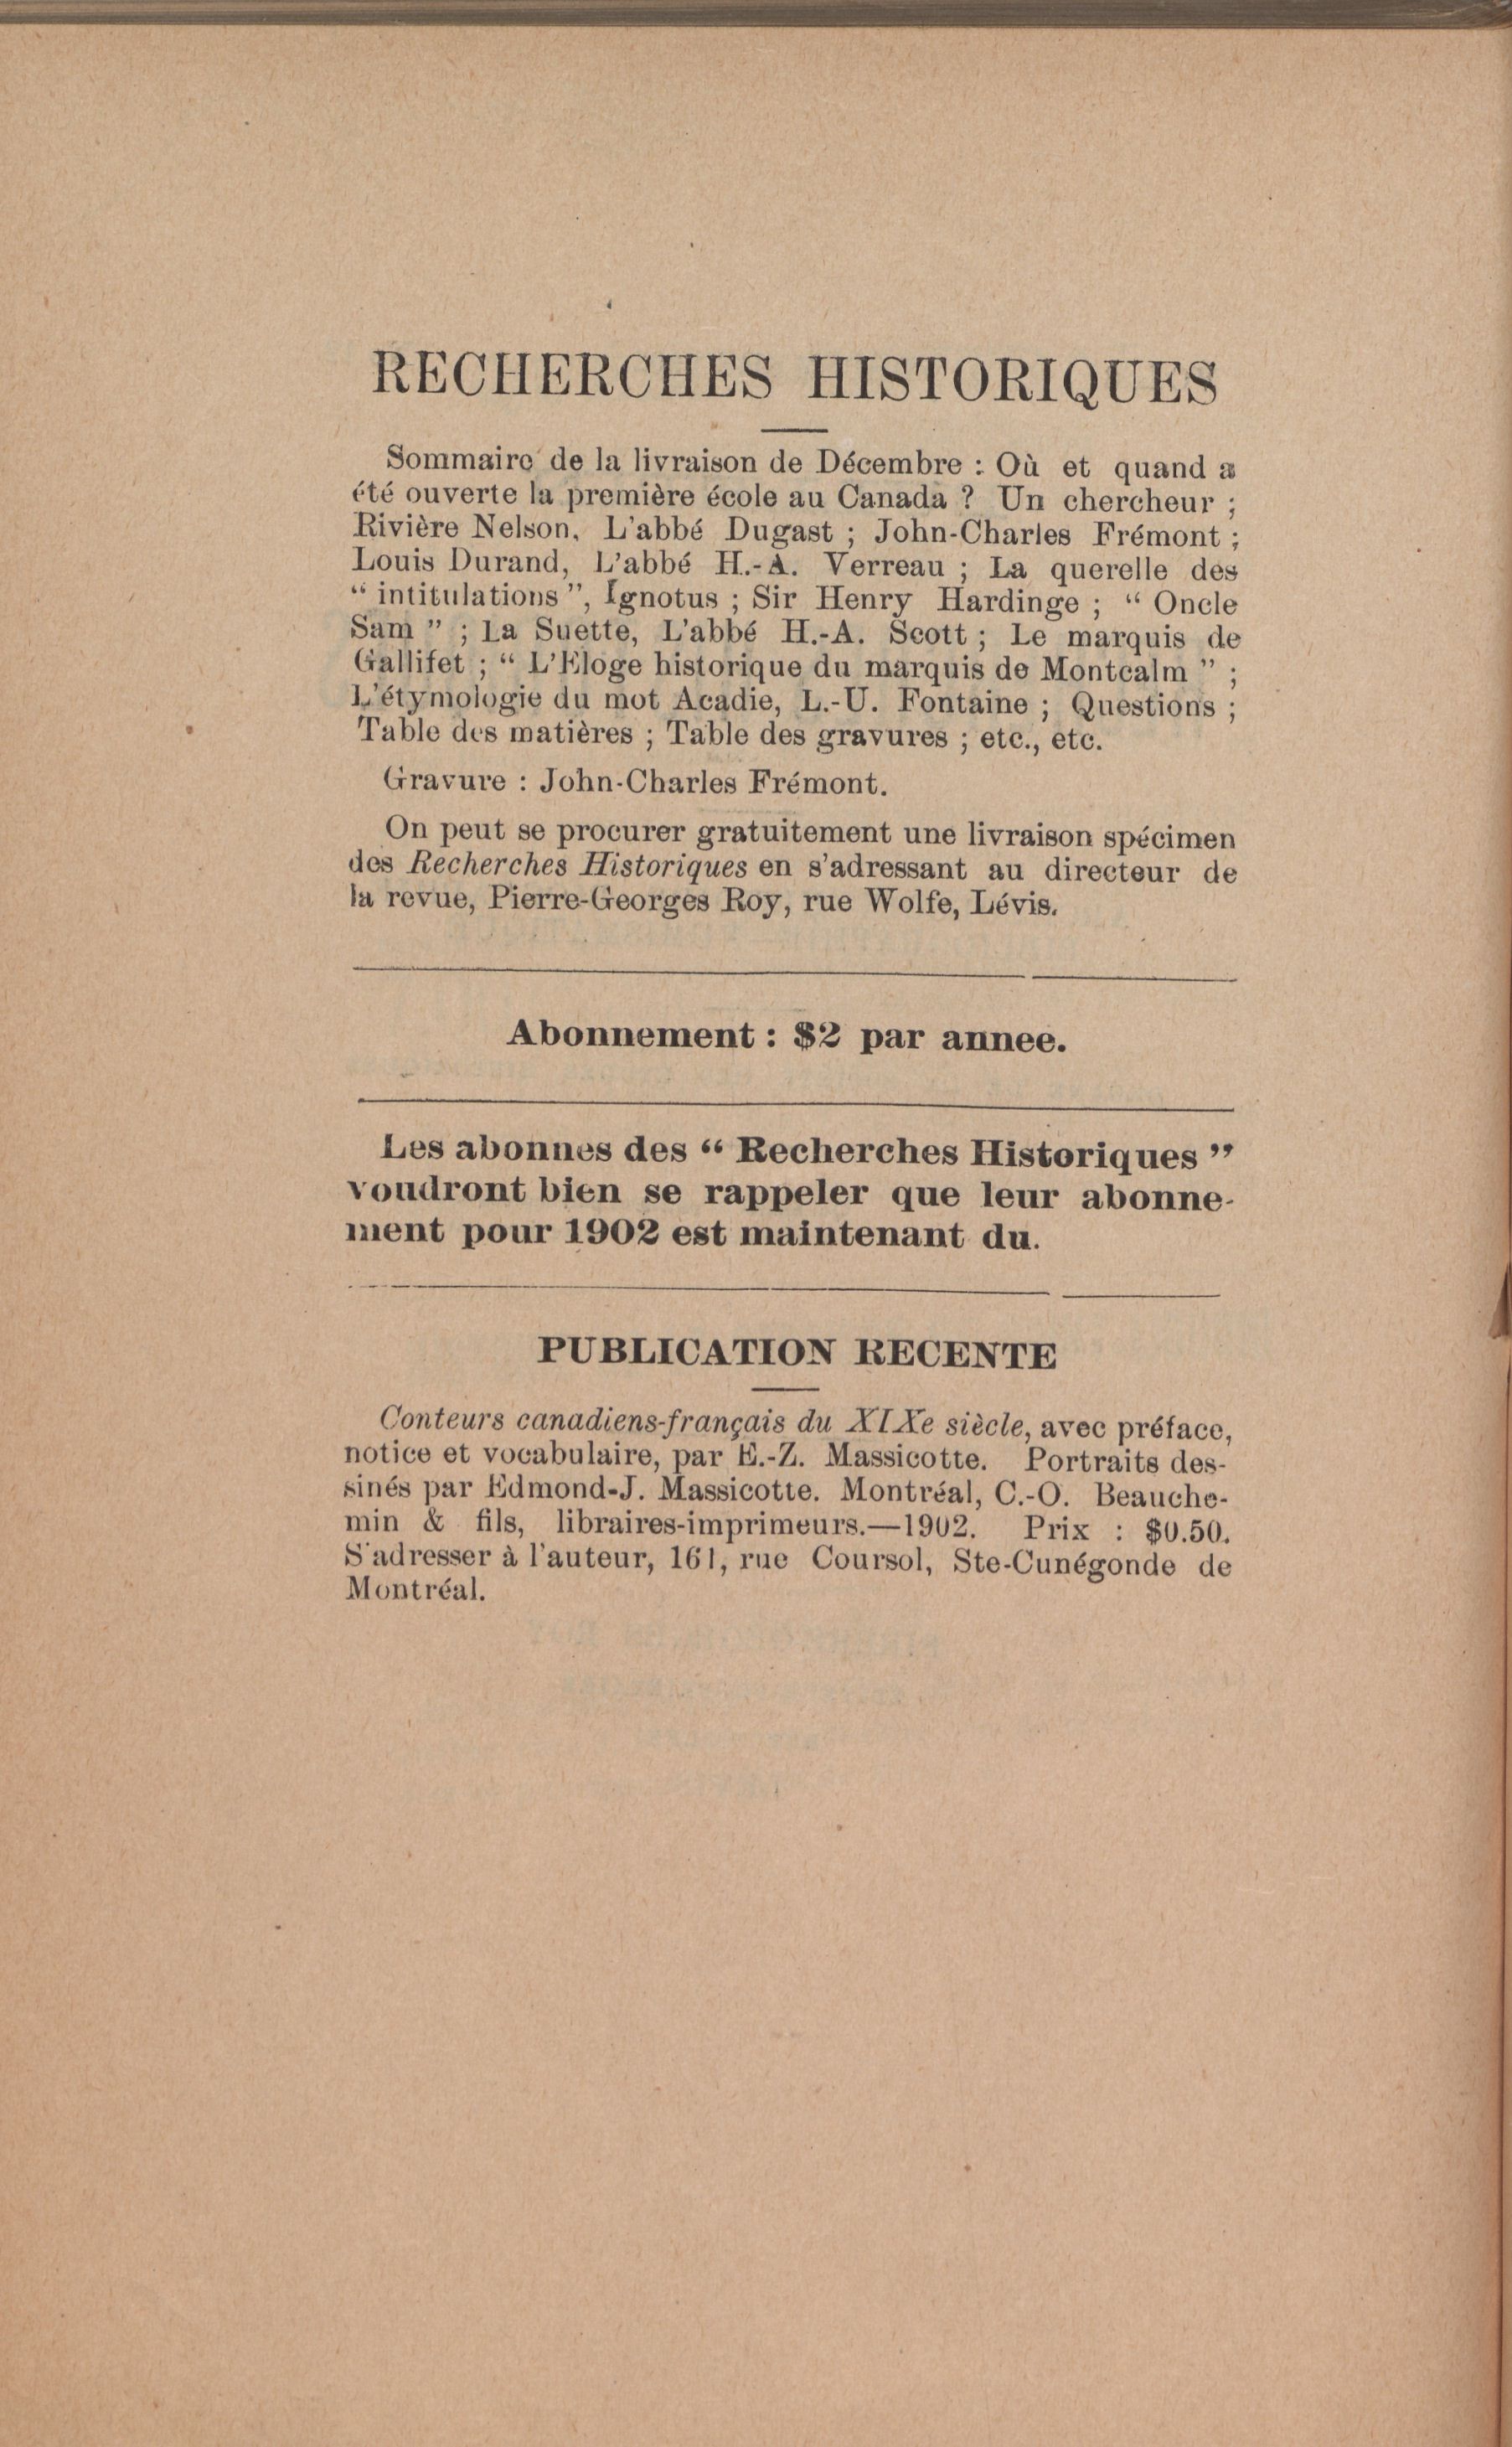 RECHERCHES HISTORIQUES
Sommaire de la livraison de Décembre : Où et quand a
été ouverte la première école au Canada ? Un chercheur ;
Rivière Nelson, L'abbé Dugast ; John-Charles Frémont ;
Louis Durand, L'abbé H.-A. Verreau ; La querelle des
“ intitulations ”, Ignotus ; Sir Henry Hardinge ; “ Oncle
Sam ” ; La Suette, L'abbé H.-A. Scott ; Le marquis de
Gallifet ; “ L'Eloge historique du marquis de Montcalm ” ;
L'étymologie du mot Acadie, L.-U. Fontaine ; Questions ;
Table des matières ; Table des gravures ; etc., etc.
Gravure : John-Charles Frémont.
On peut se procurer gratuitement une livraison spécimen
des Recherches Historiques en s'adressant au directeur de
la revue, Pierre-Georges Roy, rue Wolfe, Lévis.
Abonnement : $2 par annee.
Les abonnes des “ Recherches Historiques ”
voudront bien se rappeler que leur abonne-
ment pour 1902 est maintenant du.
PUBLICATION RECENTE
Conteurs canadiens-français du XIXe siècle, avec préface,
notice et vocabulaire, par E.-Z. Massicotte. Portraits des-
sinés par Edmond-J. Massicotte. Montréal, C.-O. Beauche-
min & fils, libraires-imprimeurs.—1902. Prix : $0.50.
S'adresser à l'auteur, 161, rue Coursol, Ste-Cunégonde de
Montréal.